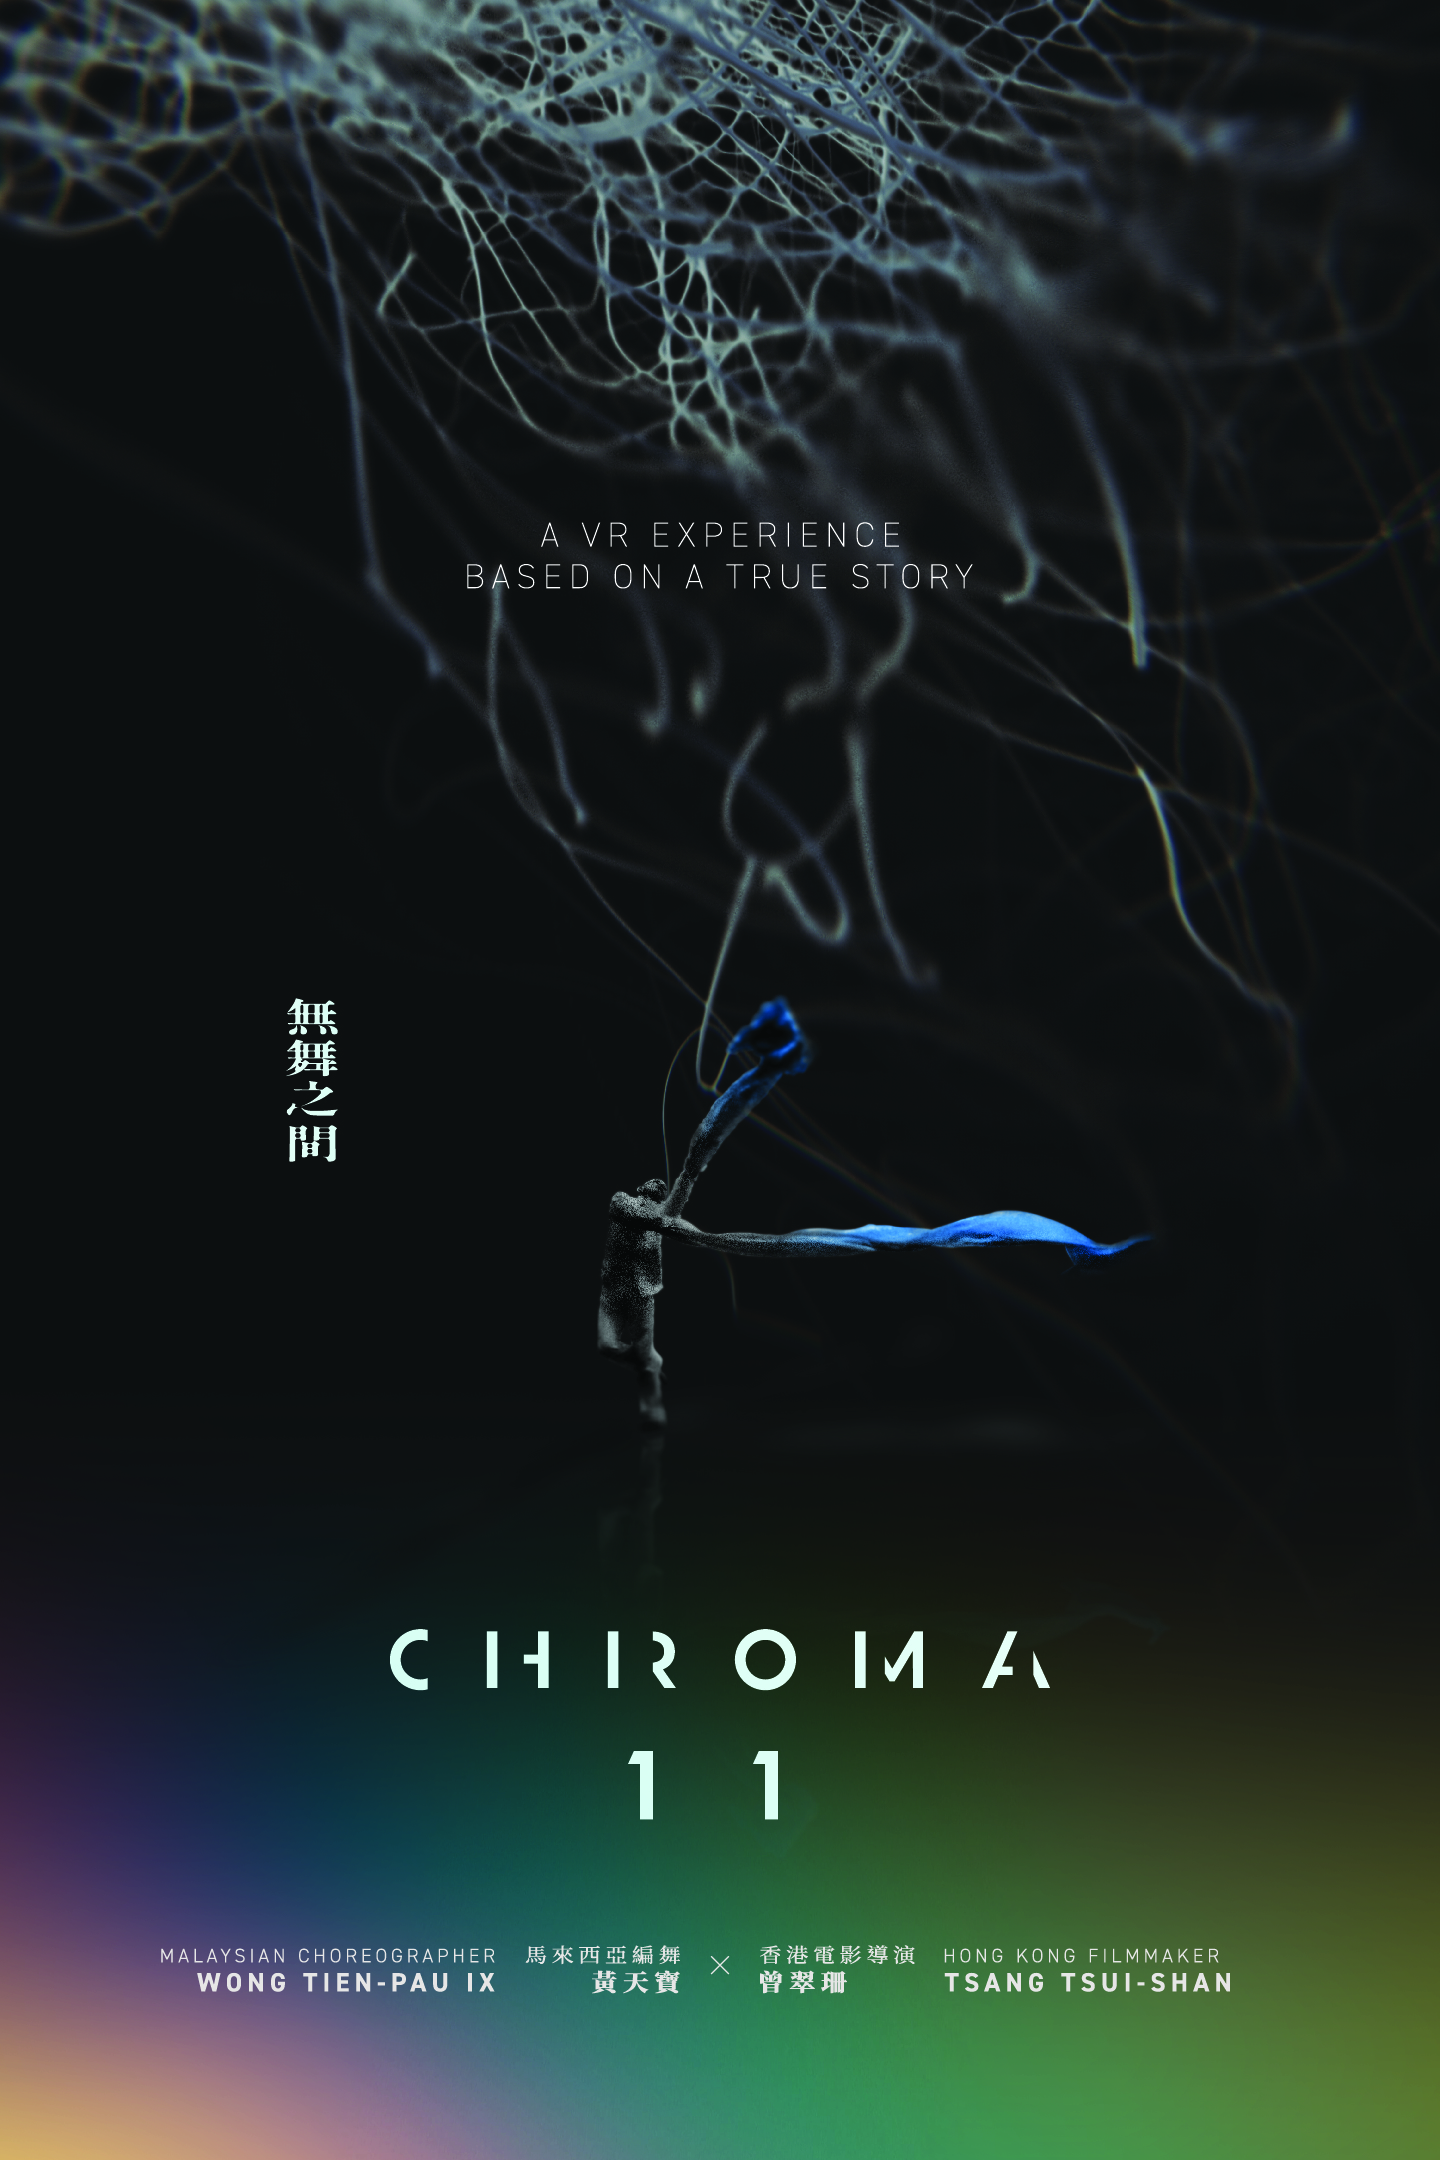 A VR EXPERIENCE
BASED ON A TRUE STORY
無舞之間
CHROMA
11
MALAYSIAN CHOREOGRAPHER 馬來西亞編舞 × 香港電影導演 HONG KONG FILMMAKER
WONG TIEN-PAU IX 黃天寶 曾翠珊 TSANG TSUI-SHAN